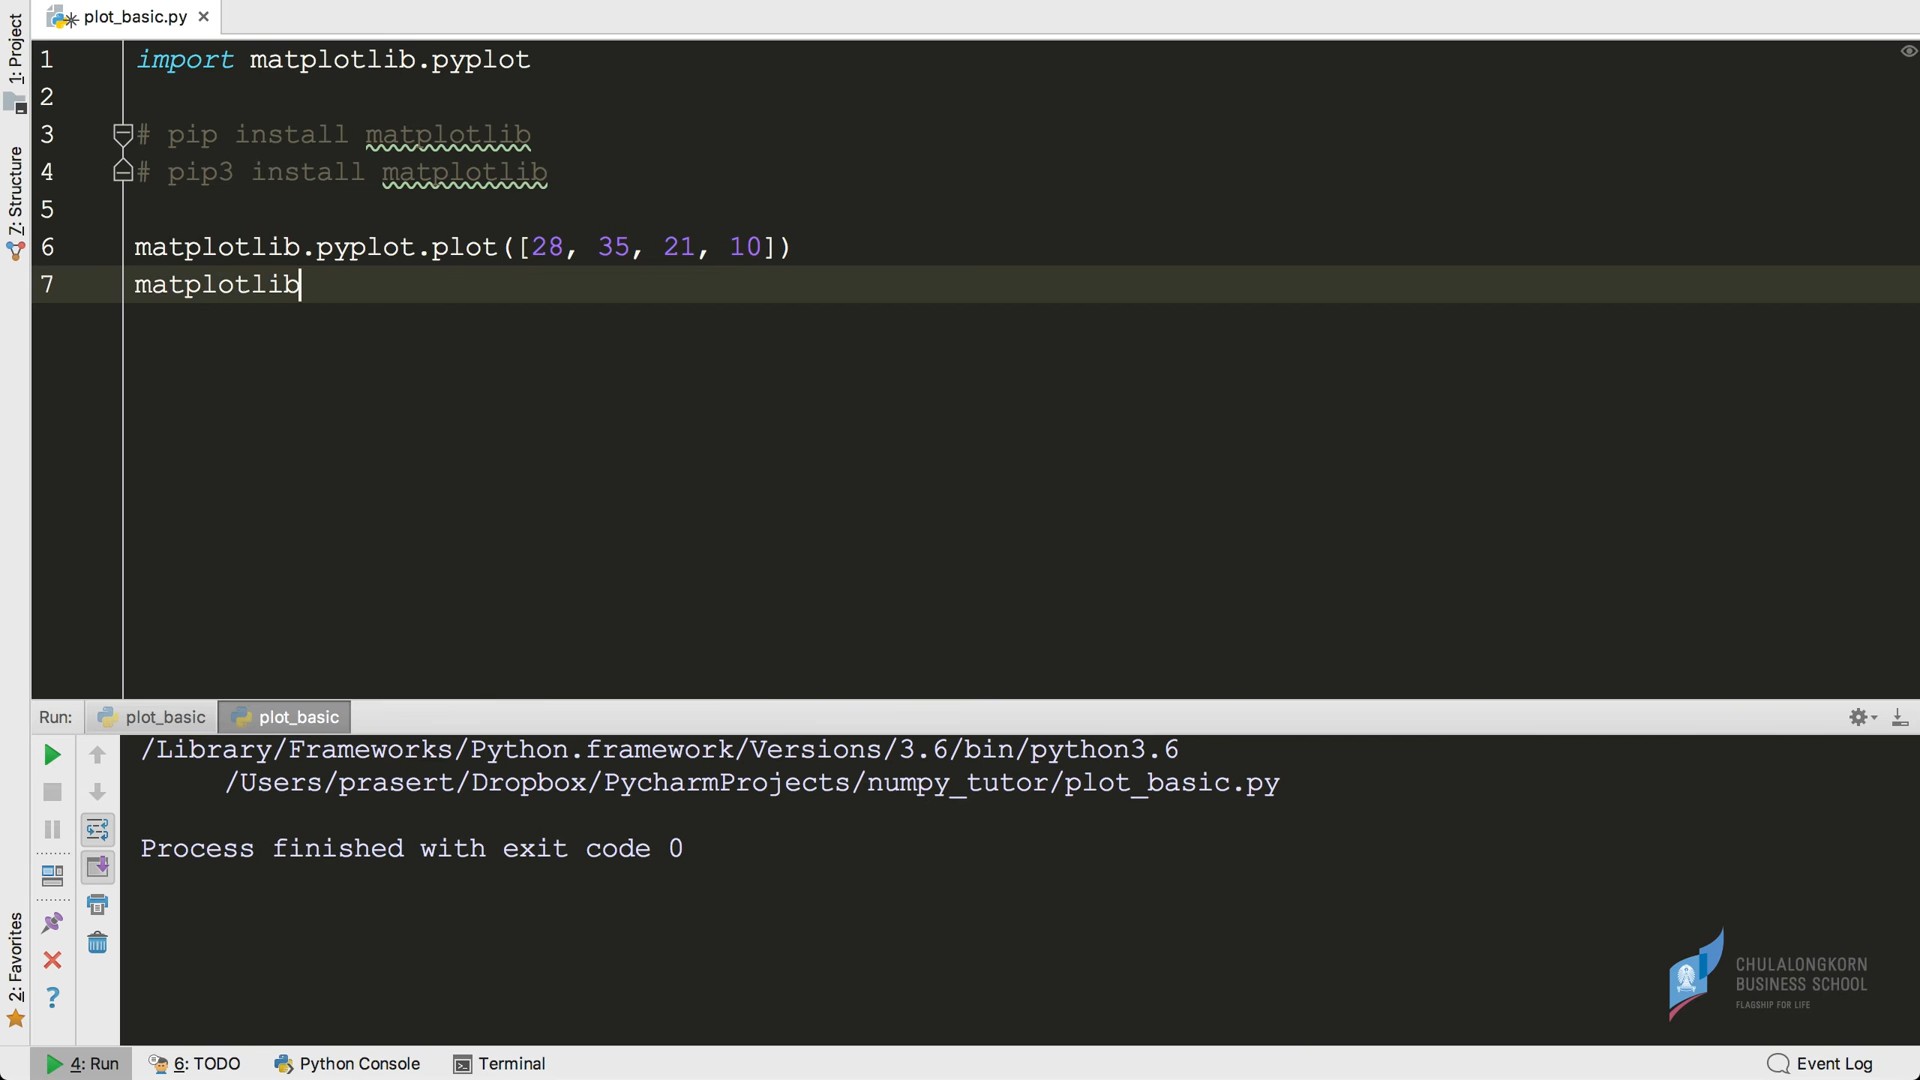 plot_basic.py
1: Project
7: Structure
2: Favorites
1 import matplotlib.pyplot
2
3 # pip install matplotlib
4 # pip3 install matplotlib
5
6 matplotlib.pyplot.plot([28, 35, 21, 10])
7 matplotlib
Run: plot_basic plot_basic
/Library/Frameworks/Python.framework/Versions/3.6/bin/python3.6
/Users/prasert/Dropbox/PycharmProjects/numpy_tutor/plot_basic.py
Process finished with exit code 0
CHULALONGKORN
BUSINESS SCHOOL
FLAGSHIP FOR LIFE
4: Run 6: TODO Python Console Terminal Event Log